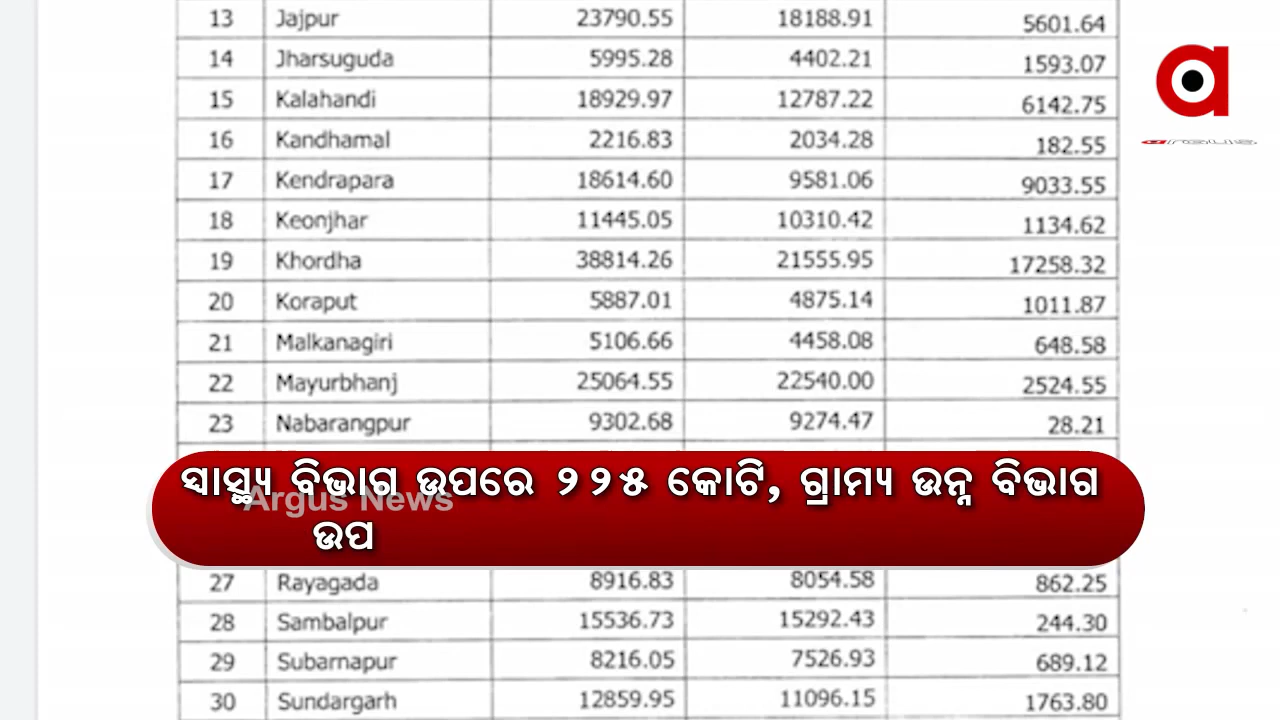 13 Jajpur 23790.55 18188.91 5601.64
14 Jharsuguda 5995.28 4402.21 1593.07
15 Kalahandi 18929.97 12787.22 6142.75
16 Kandhamal 2216.83 2034.28 182.55
17 Kendrapara 18614.60 9581.06 9033.55
18 Keonjhar 11445.05 10310.42 1134.62
19 Khordha 38814.26 21555.95 17258.32
20 Koraput 5887.01 4875.14 1011.87
21 Malkanagiri 5106.66 4458.08 648.58
22 Mayurbhanj 25064.55 22540.00 2524.55
23 Nabarangpur 9302.68 9274.47 28.21
ସ୍ୱାସ୍ଥ୍ୟ ବିଭାଗ ଉପରେ ୨୨୫ କୋଟି, ଗ୍ରାମ୍ୟ ଉନ୍ନ ବିଭାଗ
Argus News
ଉପ
27 Rayagada 8916.83 8054.58 862.25
28 Sambalpur 15536.73 15292.43 244.30
29 Subarnapur 8216.05 7526.93 689.12
30 Sundargarh 12859.95 11096.15 1763.80
argus